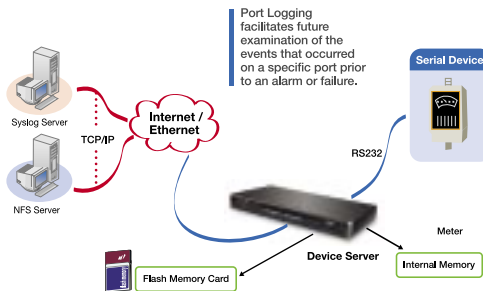 Port Logging
facilitates future
examination of the
events that occurred
on a specific port prior
to an alarm or failure.
Serial Device
Syslog Server
TCP/IP
Internet /
Ethernet
RS232
NFS Server
Meter
Device Server
Flash Memory Card
Internal Memory